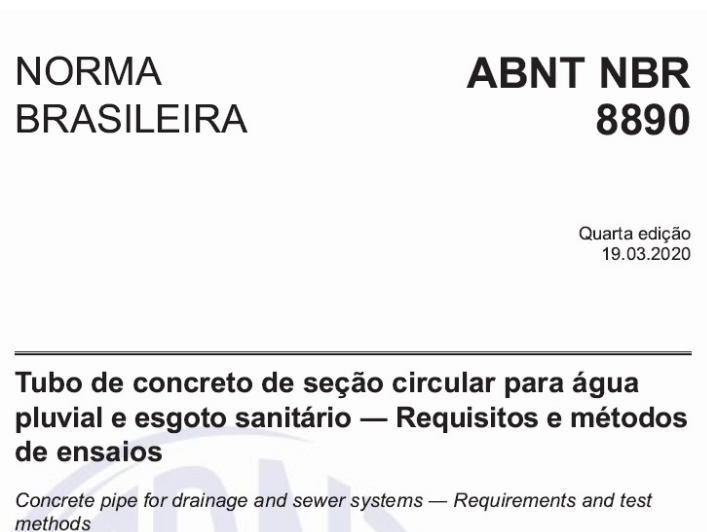 NORMA
BRASILEIRA
ABNT NBR
8890
Quarta edição
19.03.2020
Tubo de concreto de seção circular para água
pluvial e esgoto sanitário — Requisitos e métodos
de ensaios
Concrete pipe for drainage and sewer systems — Requirements and test
methods